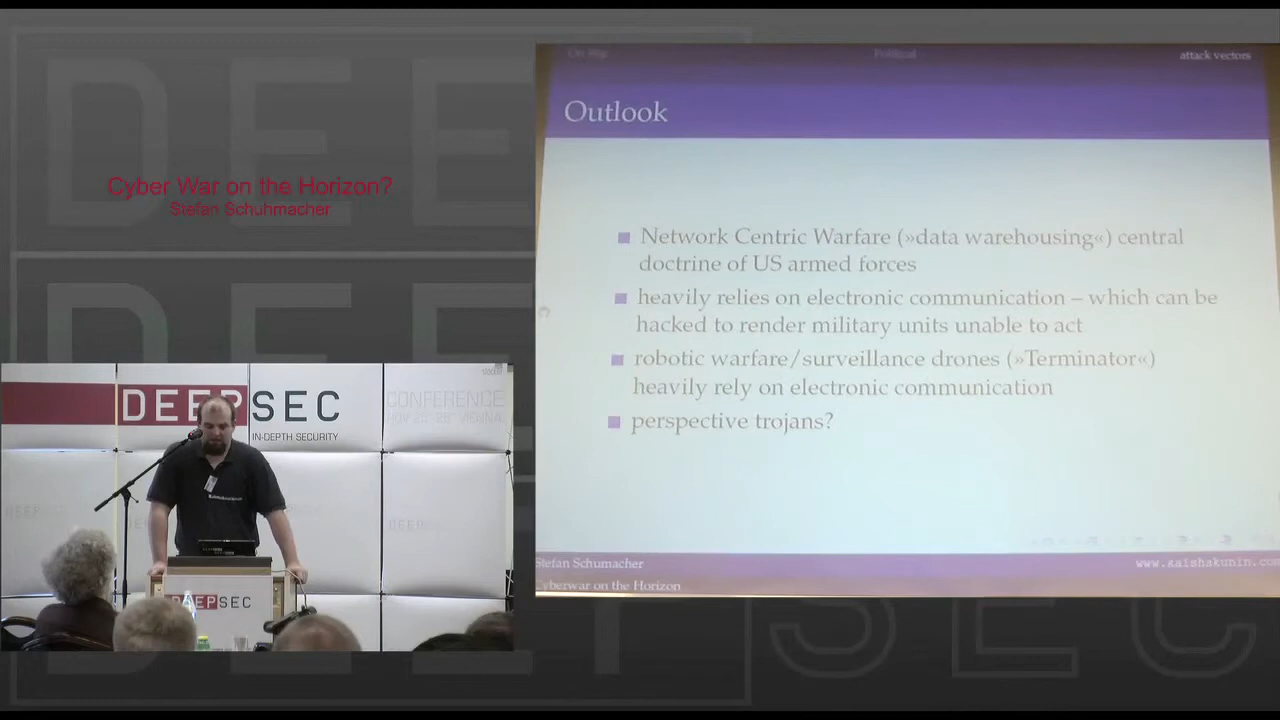 Cyber War on the Horizon?
Stefan Schuhmacher
On War
Political
attack vectors
Outlook
Network Centric Warfare (»data warehousing«) central
doctrine of US armed forces
heavily relies on electronic communication – which can be
hacked to render military units unable to act
robotic warfare/surveillance drones (»Terminator«)
heavily rely on electronic communication
perspective trojans?
Stefan Schumacher
www.kaishakunin.com
Cyberwar on the Horizon
DEEPSEC
IN-DEPTH SECURITY
CONFERENCE
DEEPSEC
DEEPSEC